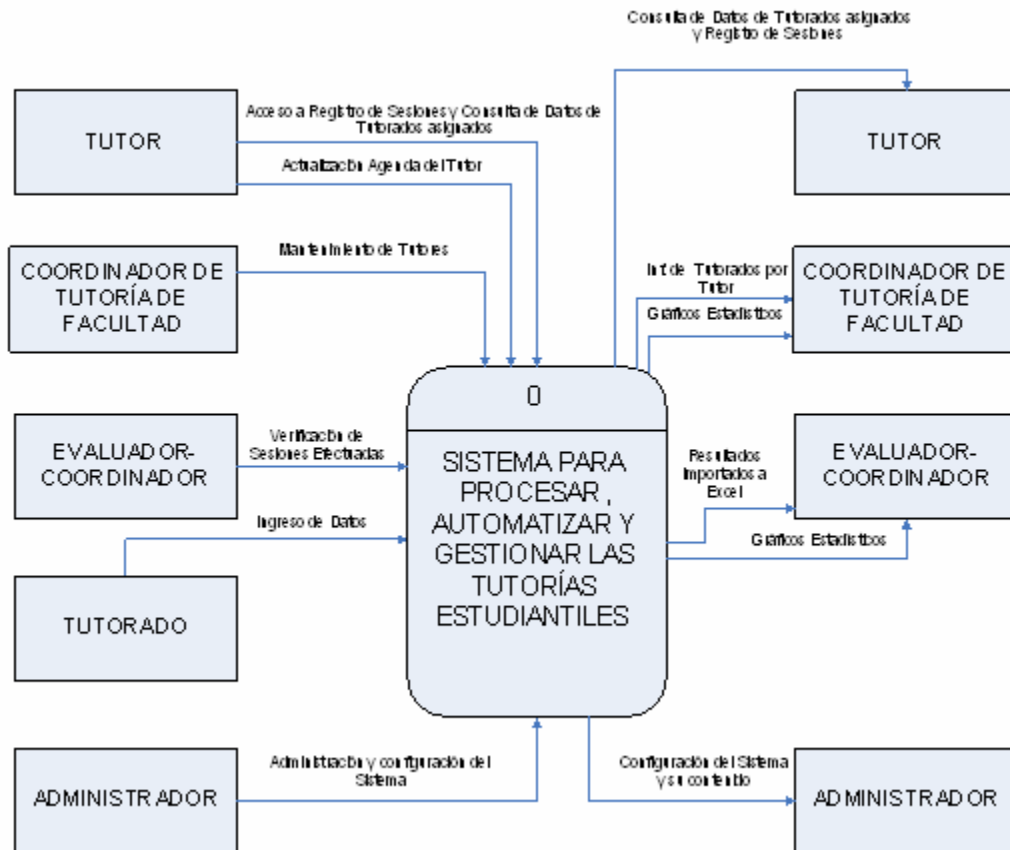 Consulta de Datos de Tutorados asignados
y Registro de Sesiones
TUTOR
Acceso a Registro de Sesiones y Consulta de Datos de
Tutorados asignados
Actualización Agenda del Tutor
TUTOR
COORDINADOR DE
TUTORÍA DE
FACULTAD
Mantenimiento de Tutores
Inf. de Tutorados por
Tutor
Gráficos Estadisticos
COORDINADOR DE
TUTORÍA DE
FACULTAD
0
SISTEMA PARA
PROCESAR ,
AUTOMATIZAR Y
GESTIONAR LAS
TUTORÍAS
ESTUDIANTILES
EVALUADOR-
COORDINADOR
Verificación de
Sesiones Efectuadas
Ingreso de Datos
TUTORADO
Resultados
Importados a
Excel
Gráficos Estadisticos
EVALUADOR-
COORDINADOR
ADMINISTRADOR
Administración y configuración del
Sistema
Configuración del Sistema
y su contenido
ADMINISTRADOR